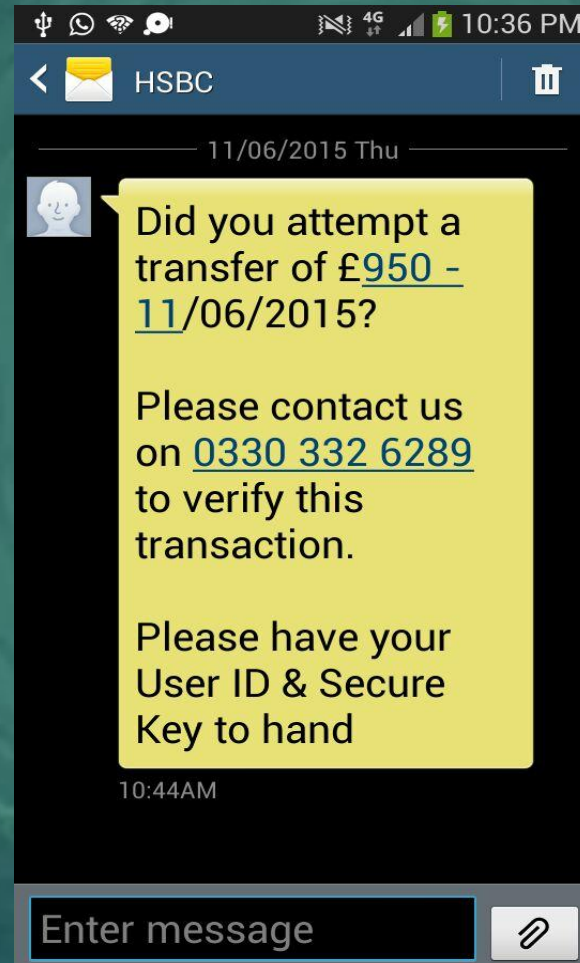 4G 10:36 PM
HSBC
11/06/2015 Thu
Did you attempt a
transfer of £950 -
11/06/2015?
Please contact us
on 0330 332 6289
to verify this
transaction.
Please have your
User ID & Secure
Key to hand
10:44AM
Enter message